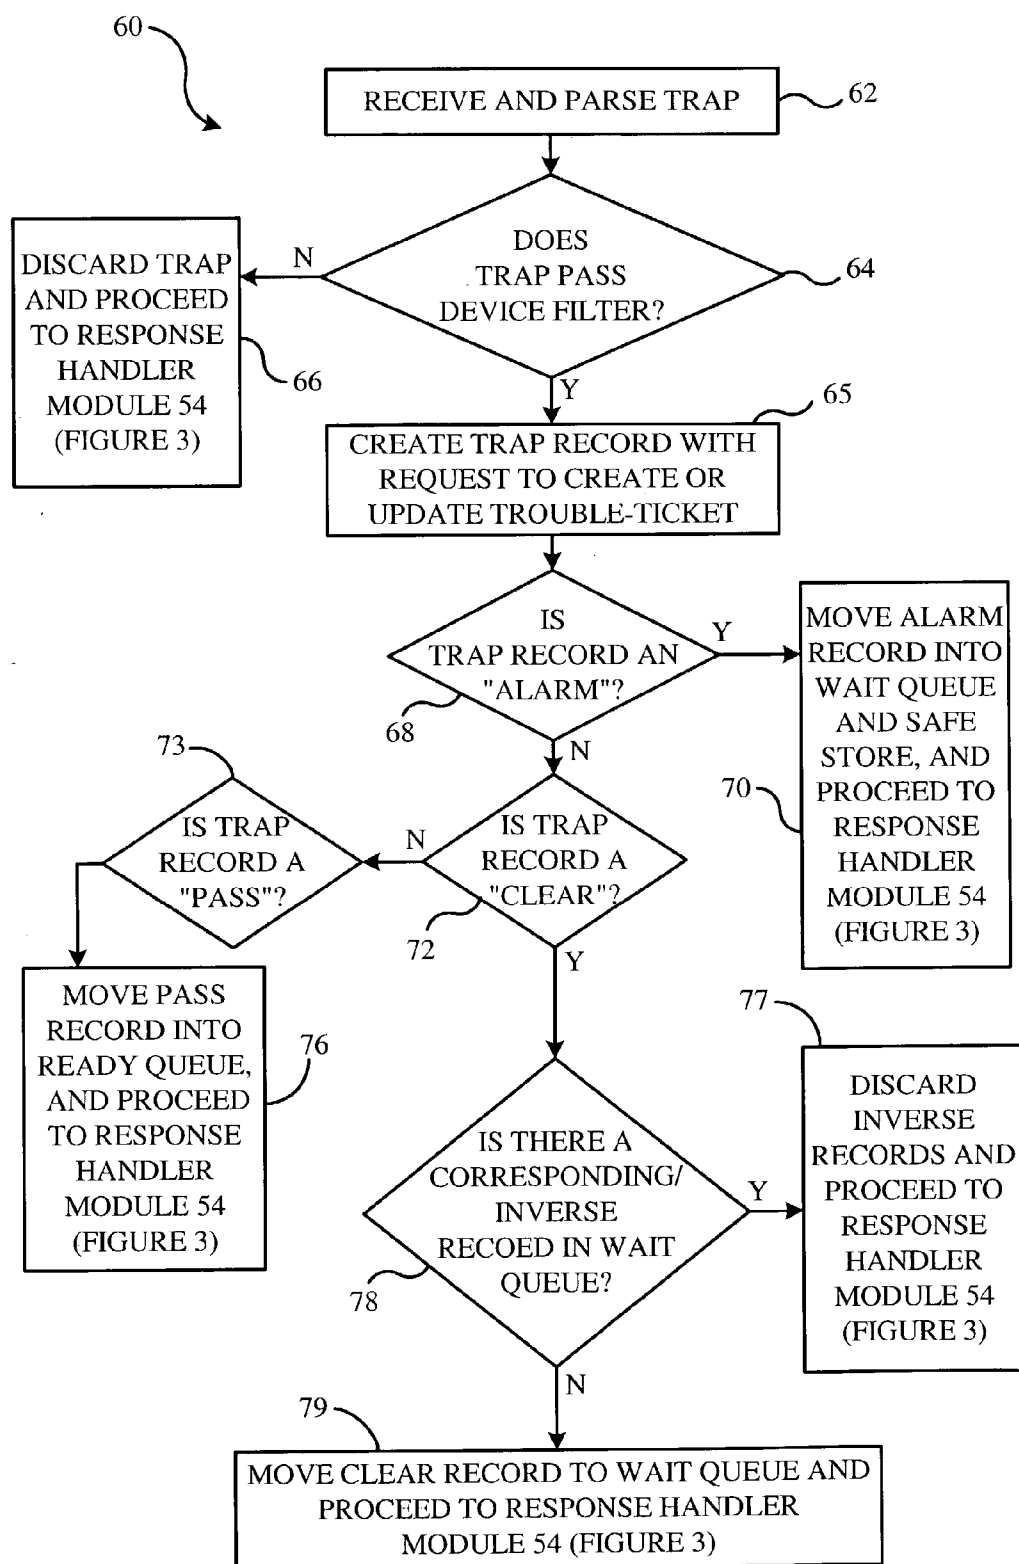 60
RECEIVE AND PARSE TRAP
62
DOES
TRAP PASS
DEVICE FILTER?
64
N
DISCARD TRAP
AND PROCEED
TO RESPONSE
HANDLER
MODULE 54
(FIGURE 3)
66
Y
65
CREATE TRAP RECORD WITH
REQUEST TO CREATE OR
UPDATE TROUBLE-TICKET
IS
TRAP RECORD AN
"ALARM"?
68
Y
MOVE ALARM
RECORD INTO
WAIT QUEUE
AND SAFE
STORE, AND
PROCEED TO
RESPONSE
HANDLER
MODULE 54
(FIGURE 3)
70
N
IS TRAP
RECORD A
"CLEAR"?
72
N
73
IS TRAP
RECORD A
"PASS"?
MOVE PASS
RECORD INTO
READY QUEUE,
AND PROCEED
TO RESPONSE
HANDLER
MODULE 54
(FIGURE 3)
76
Y
IS THERE A
CORRESPONDING/
INVERSE
RECOED IN WAIT
QUEUE?
78
Y
77
DISCARD
INVERSE
RECORDS AND
PROCEED TO
RESPONSE
HANDLER
MODULE 54
(FIGURE 3)
N
79
MOVE CLEAR RECORD TO WAIT QUEUE AND
PROCEED TO RESPONSE HANDLER
MODULE 54 (FIGURE 3)